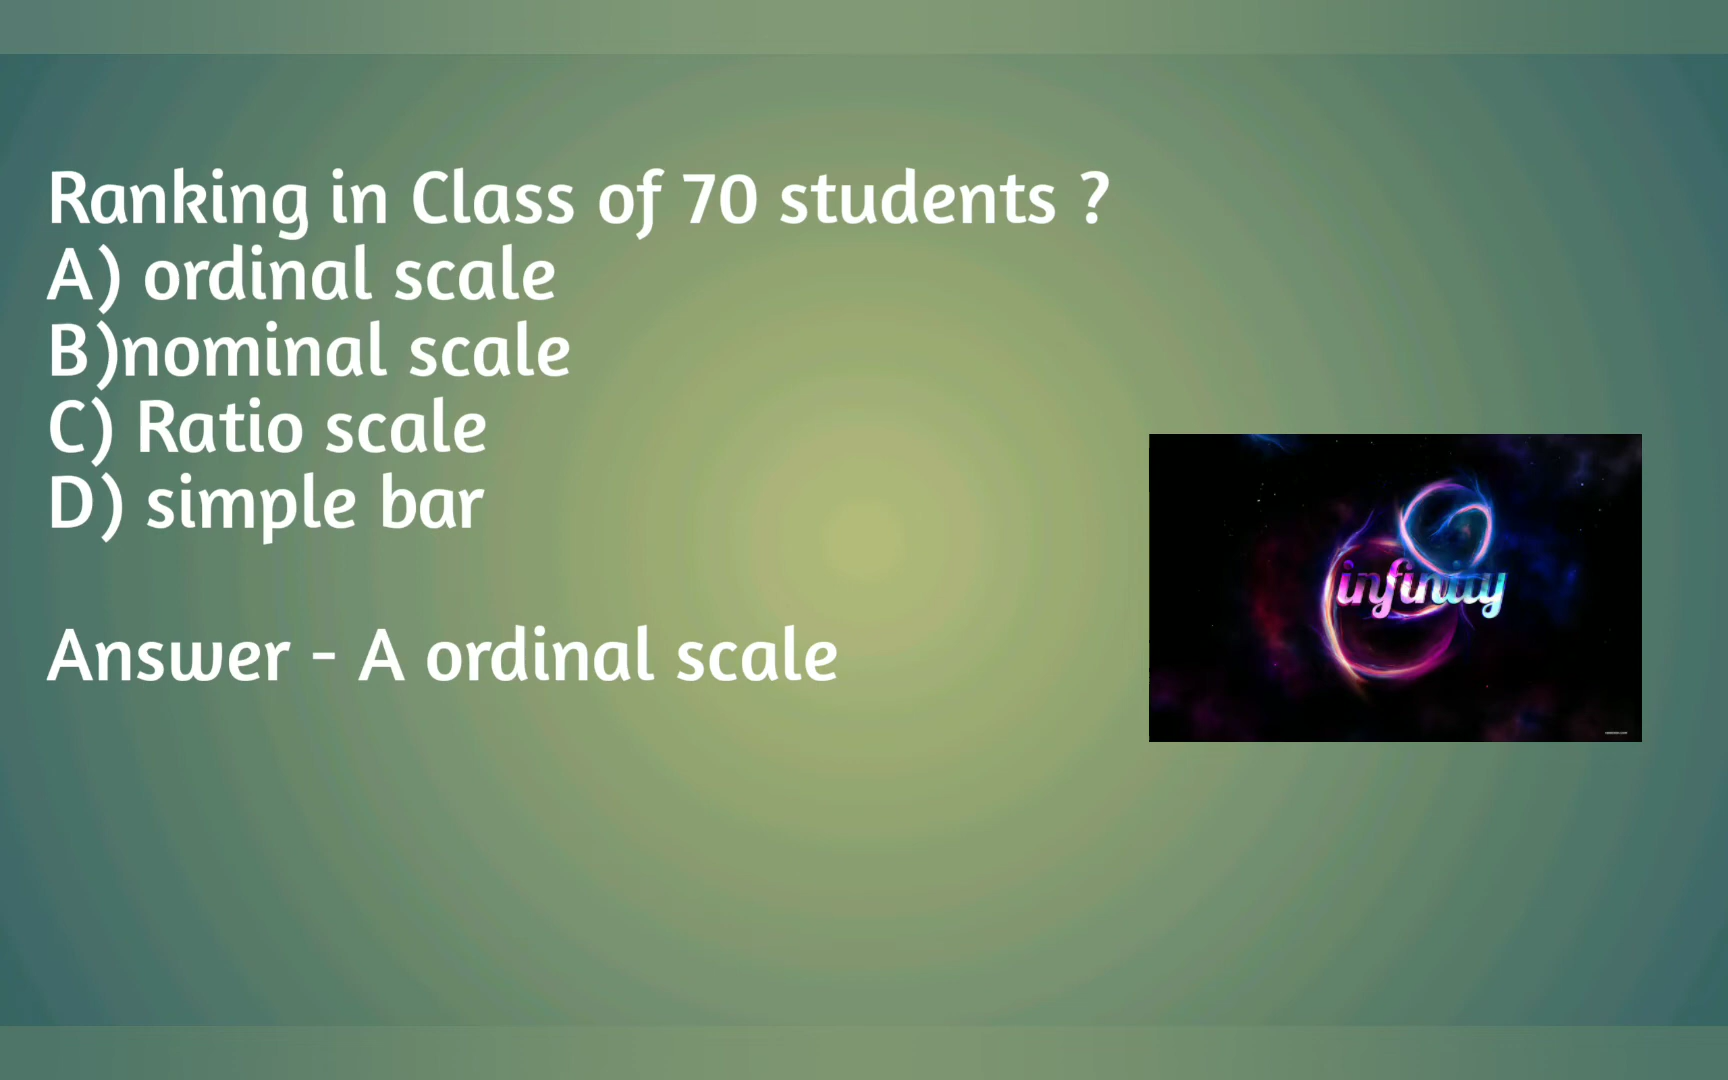 Ranking in Class of 70 students ?
A) ordinal scale
B)nominal scale
C) Ratio scale
D) simple bar
Answer - A ordinal scale
infinity